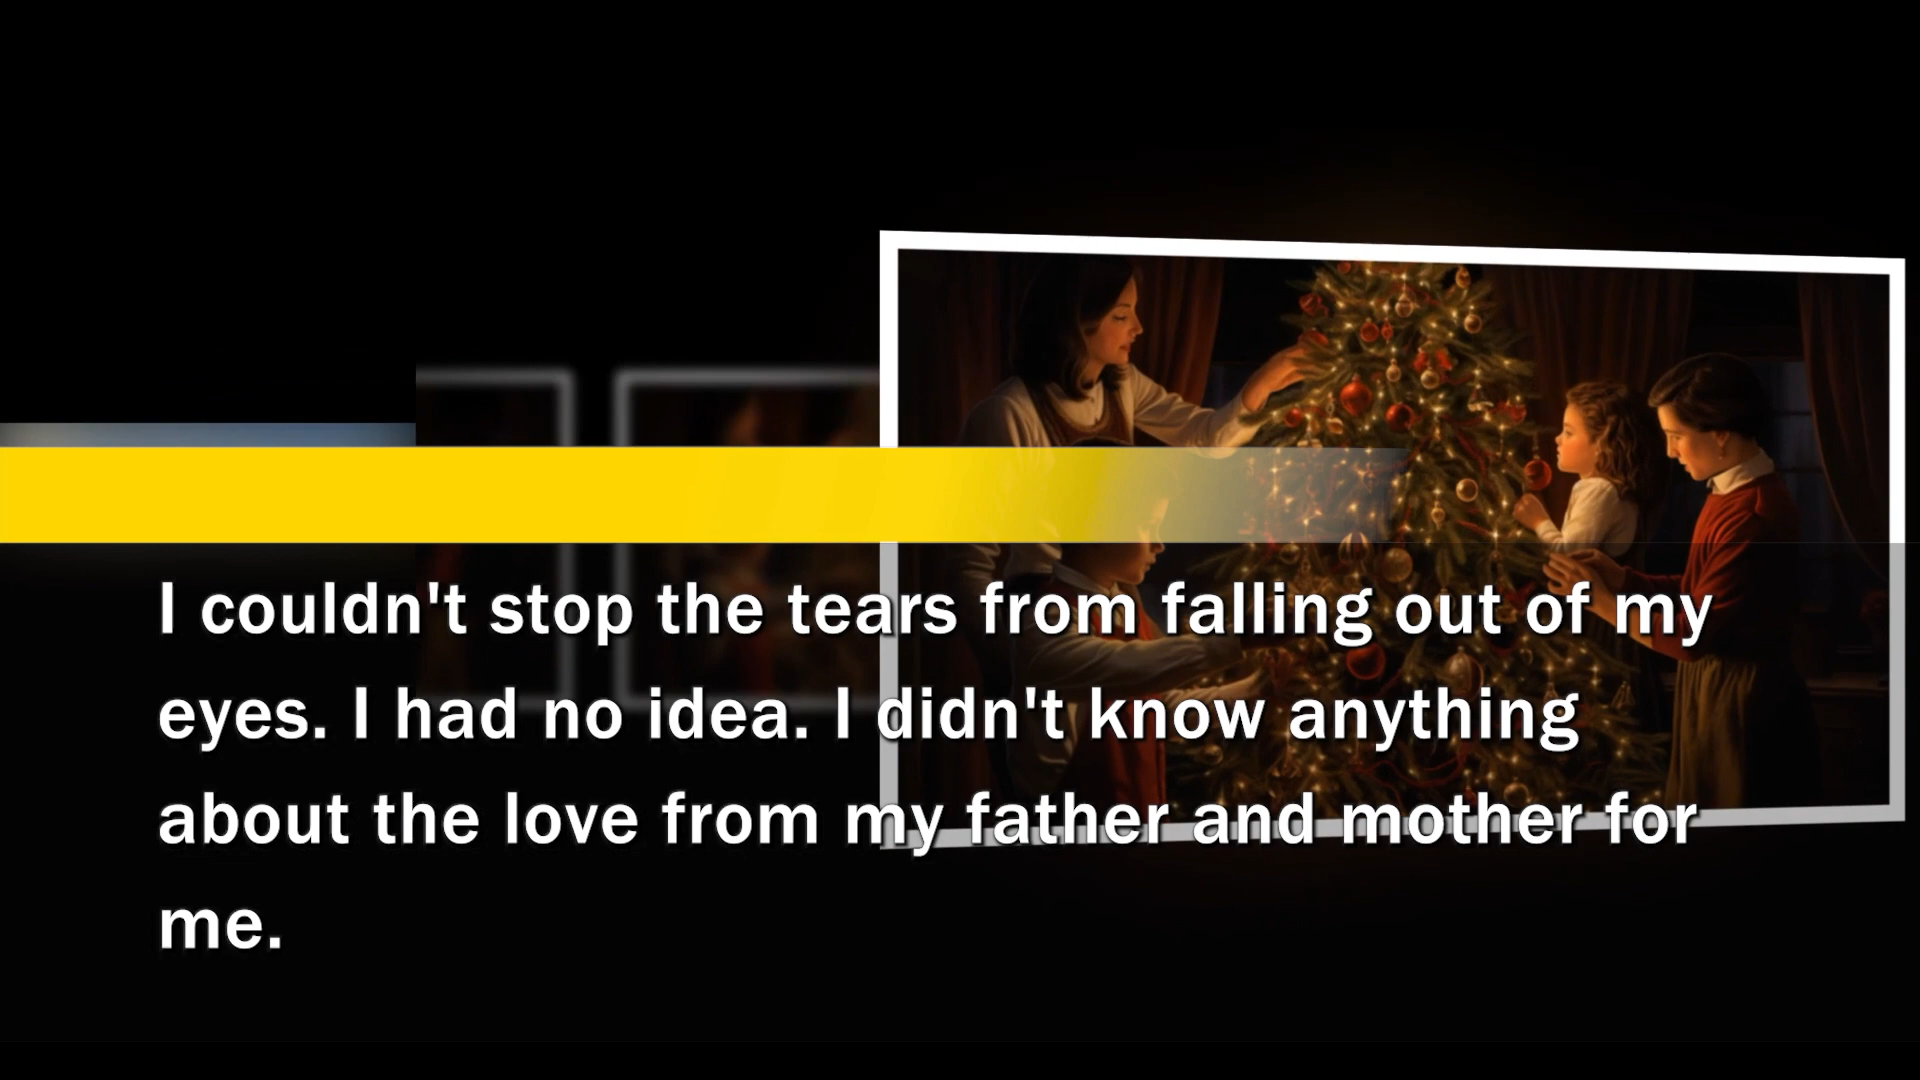 I couldn't stop the tears from falling out of my
eyes. I had no idea. I didn't know anything
about the love from my father and mother for
me.